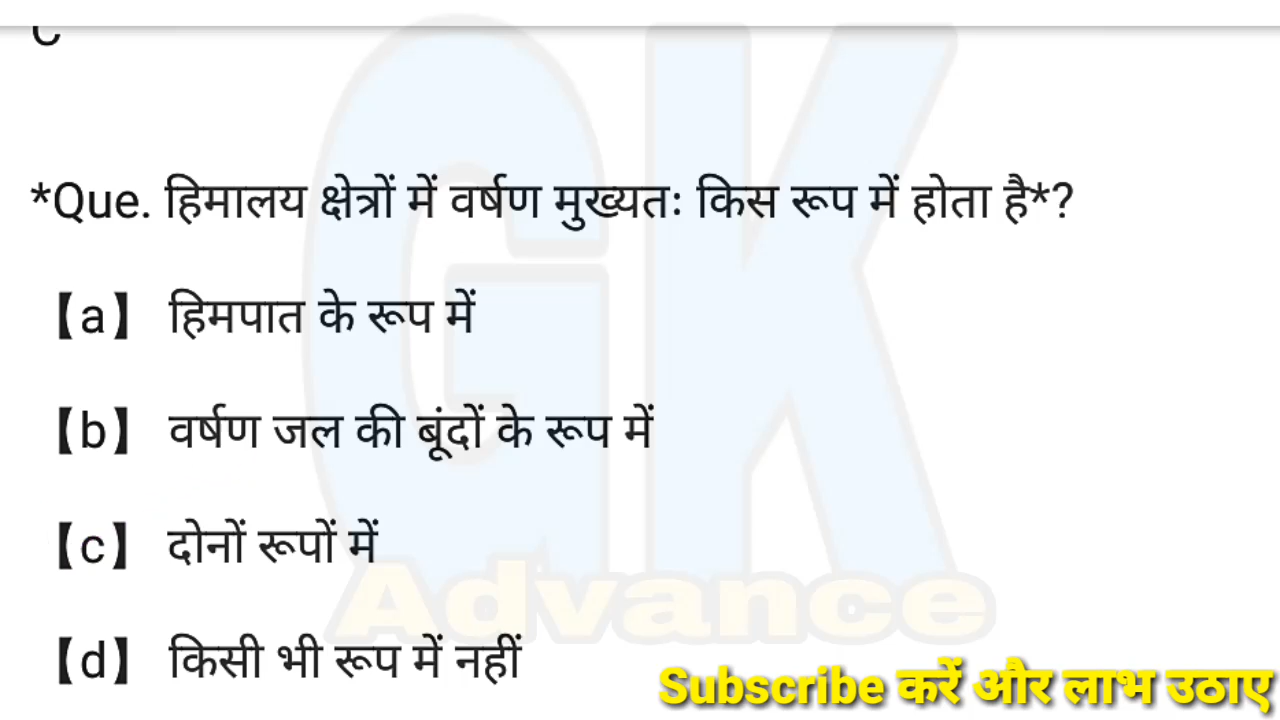 *Que. हिमालय क्षेत्रों में वर्षण मुख्यतः किस रूप में होता है*?
【a】 हिमपात के रूप में
【b】 वर्षण जल की बूंदों के रूप में
【c】 दोनों रूपों में
【d】 किसी भी रूप में नहीं
GK
Advance
Subscribe करें और लाभ उठाए